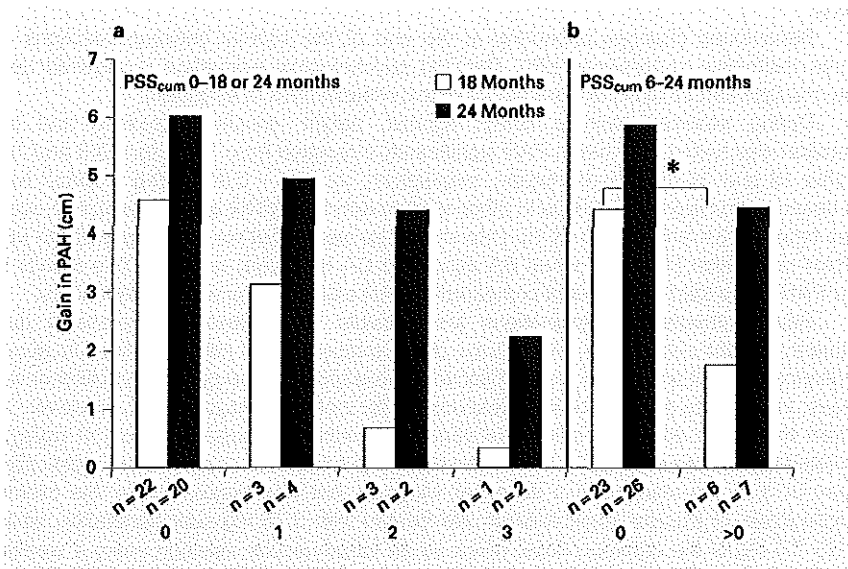 a
b
7
6
5
4
3
2
1
0
Gain in PAH (cm)
PSScum 0–18 or 24 months
18 Months
24 Months
PSScum 6–24 months
*
n = 22
n = 20
n = 3
n = 4
n = 3
n = 2
n = 1
n = 2
n = 23
n = 26
n = 6
n = 7
0
1
2
3
0
>0